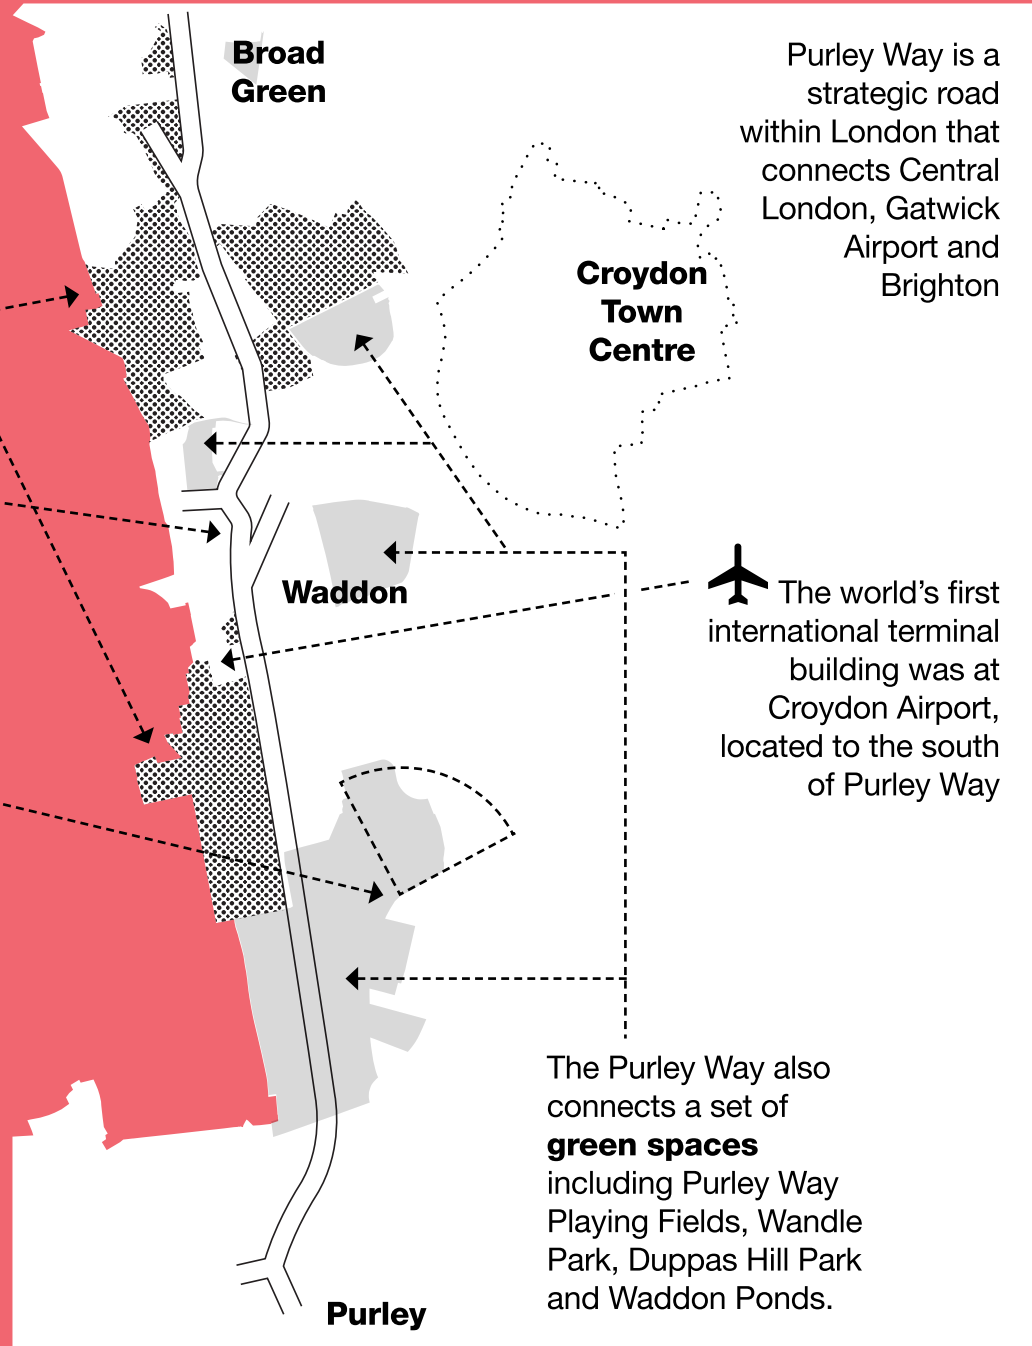 Broad
Green
Purley Way is a
strategic road
within London that
connects Central
London, Gatwick
Airport and
Brighton
Croydon
Town
Centre
Waddon
The world’s first
international terminal
building was at
Croydon Airport,
located to the south
of Purley Way
The Purley Way also
connects a set of
green spaces
including Purley Way
Playing Fields, Wandle
Park, Duppas Hill Park
and Waddon Ponds.
Purley